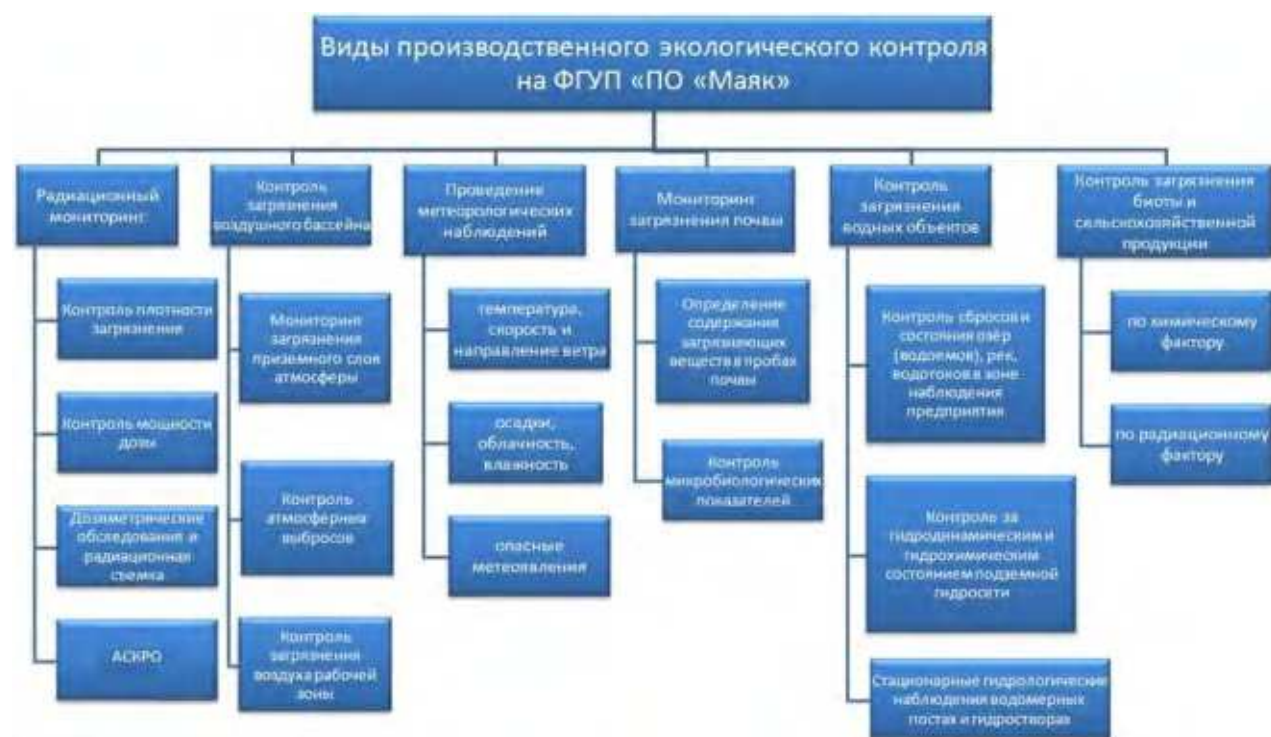 Виды производственного экологического контроля
на ФГУП «ПО «Маяк»
Радиационный
мониторинг
Контроль плотности
загрязнения
Контроль мощности
дозы
Дозиметрические
обследования и
радиационная
съемка
АСКРО
Контроль
загрязнения
воздушного бассейна
Мониторинг
загрязнения
приземного слоя
атмосферы
Контроль
атмосферных
выбросов
Контроль
загрязнения
воздуха рабочей
зоны
Проведение
метеорологических
наблюдений
температура,
скорость и
направление ветра
осадки,
облачность,
влажность
опасные
метеоявления
Мониторинг
загрязнения почвы
Определение
содержания
загрязняющих
веществ в пробах
почвы
Контроль
микробиологических
показателей
Контроль
загрязнения
водных объектов
Контроль сбросов и
состояния озёр
(водоемов), рек,
водотоков в зоне
наблюдения
предприятия
Контроль за
гидродинамическим и
гидрохимическим
состоянием подземной
гидросети
Стационарные гидрологические
наблюдения водомерных
постах и гидростворах
Контроль загрязнения
биоты и
сельскохозяйственной
продукции
по химическому
фактору
по радиационному
фактору